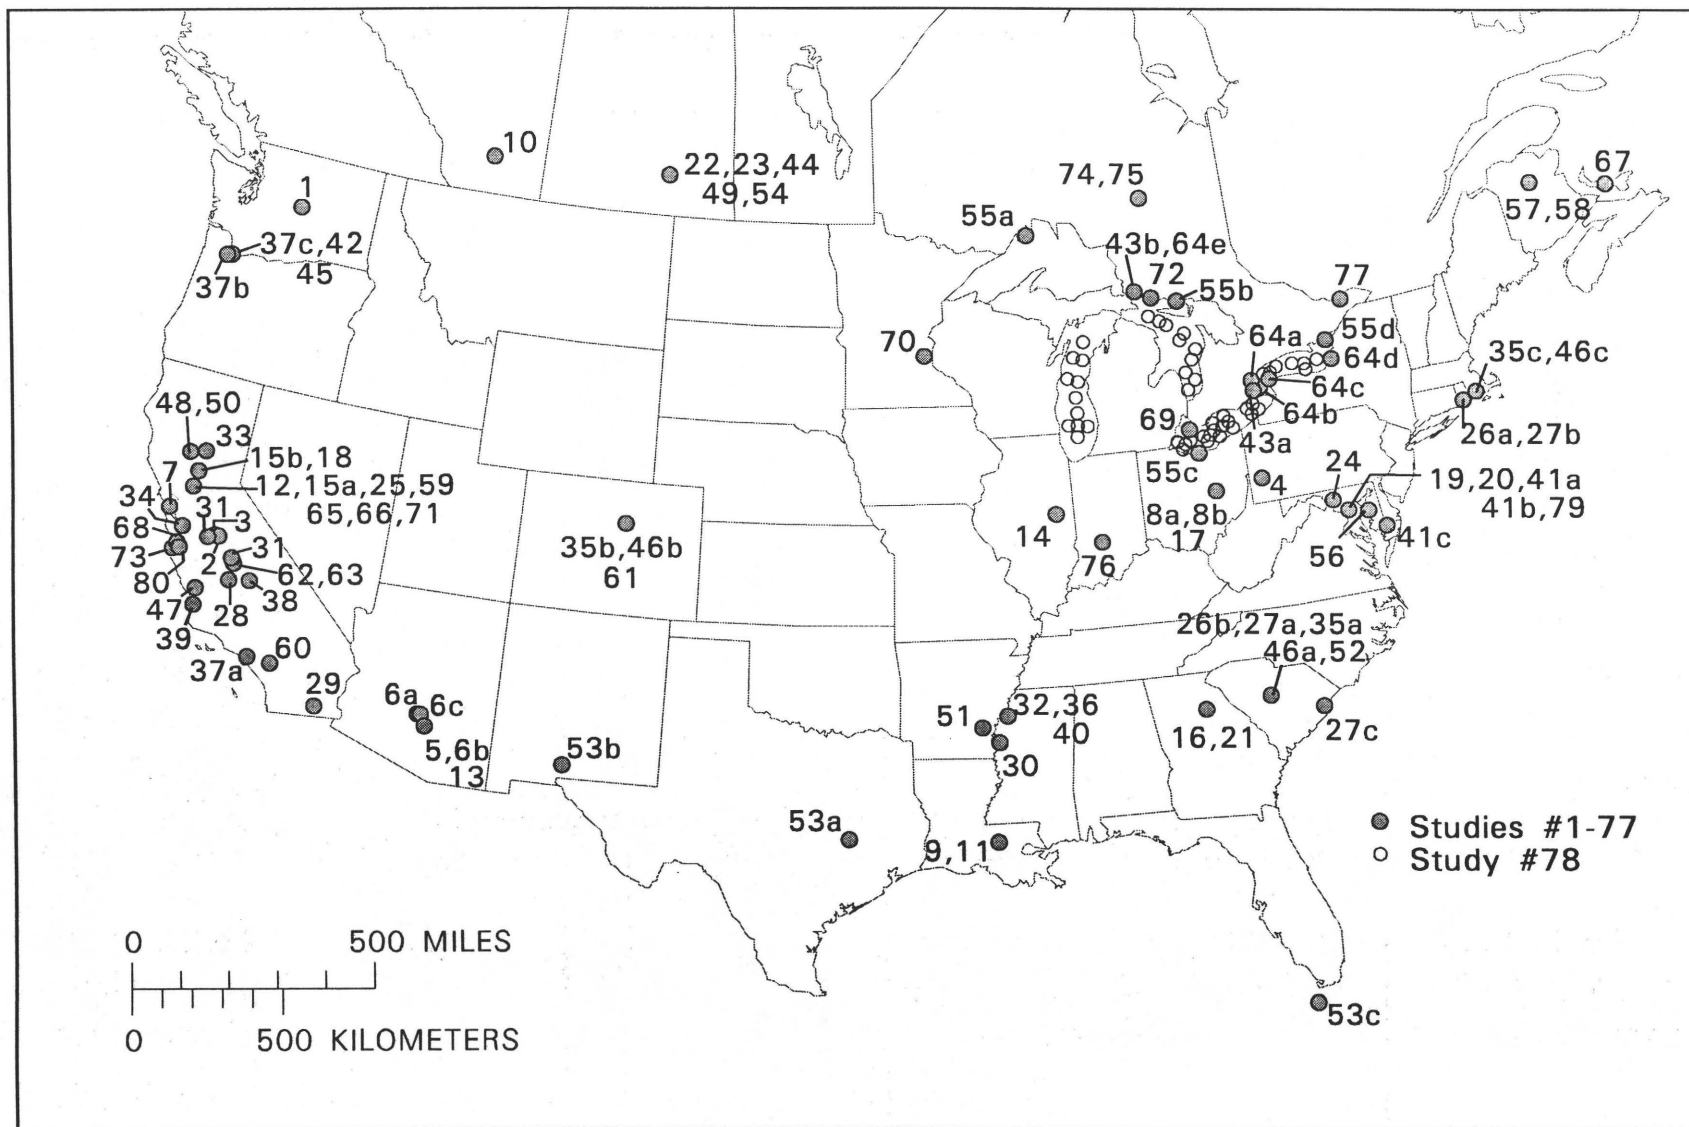 10
22,23,44
49,54
1
37c,42
45
37b
74,75
55a
43b,64e
72
55b
67
57,58
77
55d
64d
64a
64c
64b
43a
35c,46c
26a,27b
70
69
55c
4
24
19,20,41a
41b,79
56
41c
48,50
33
15b,18
12,15a,25,59
65,66,71
7
34
31
3
68
73
2
31
62,63
80
47
28
38
39
35b,46b
61
14
76
8a,8b
17
37a
60
29
6a
6c
5,6b
13
53b
26b,27a,35a
46a,52
16,21
27c
51
32,36
40
30
53a
9,11
53c
Studies #1-77
Study #78
0 500 MILES
0 500 KILOMETERS